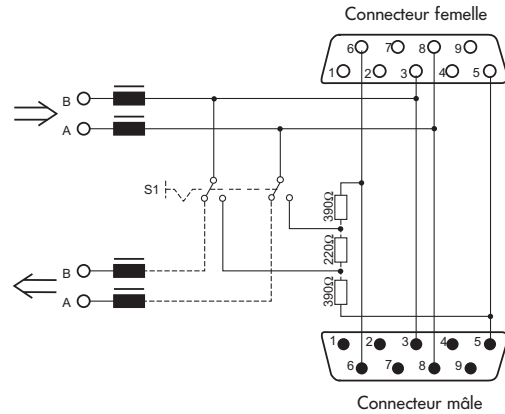 Connecteur femelle
6 7 8 9
1 2 3 4 5
B
A
S1
390Ω
220Ω
390Ω
B
A
1 2 3 4 5
6 7 8 9
Connecteur mâle